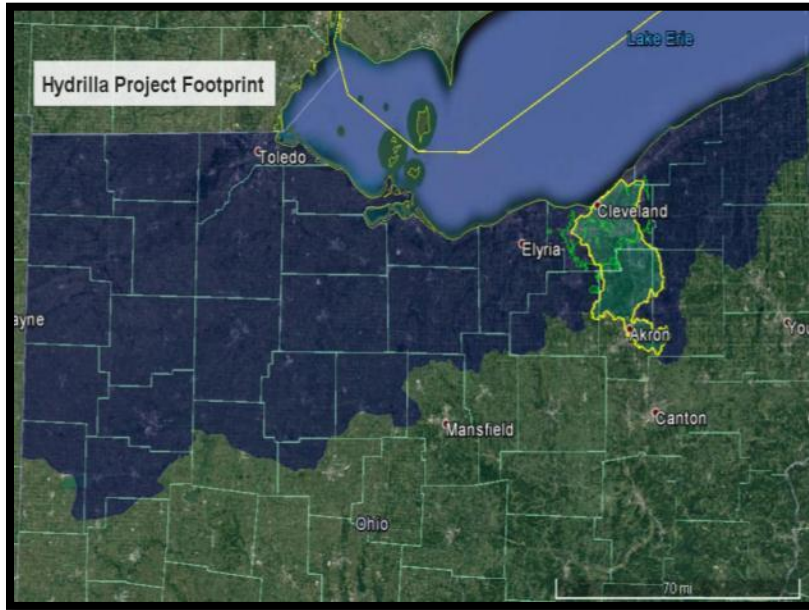 Lake Erie
Hydrilla Project Footprint
Toledo
Cleveland
Elyria
ayne
Akron
You
Mansfield
Canton
Ohio
70 mi